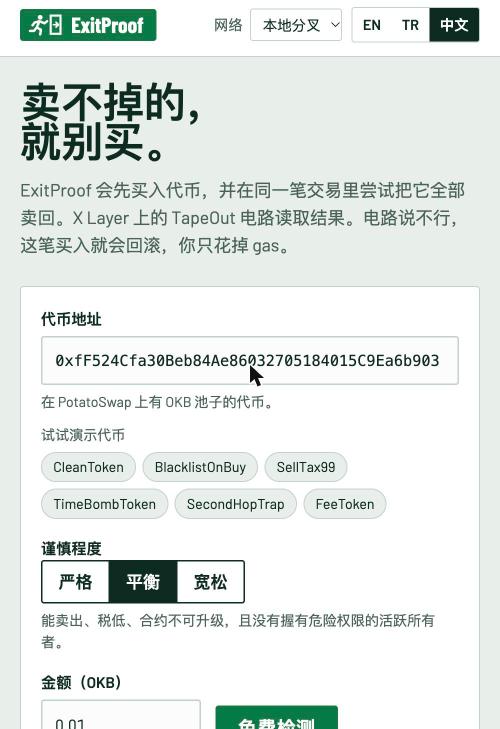 ExitProof
网络
本地分叉
EN
TR
中文
卖不掉的，
就别买。
ExitProof 会先买入代币，并在同一笔交易里尝试把它全部
卖回。X Layer 上的 TapeOut 电路读取结果。电路说不行，
这笔买入就会回滚，你只花掉 gas。
代币地址
0xfF524Cfa30Beb84Ae86032705184015C9Ea6b903
在 PotatoSwap 上有 OKB 池子的代币。
试试演示代币
CleanToken
BlacklistOnBuy
SellTax99
TimeBombToken
SecondHopTrap
FeeToken
谨慎程度
严格
平衡
宽松
能卖出、税低、合约不可升级，且没有握有危险权限的活跃所有
者。
金额（OKB）
0.01
免费检测